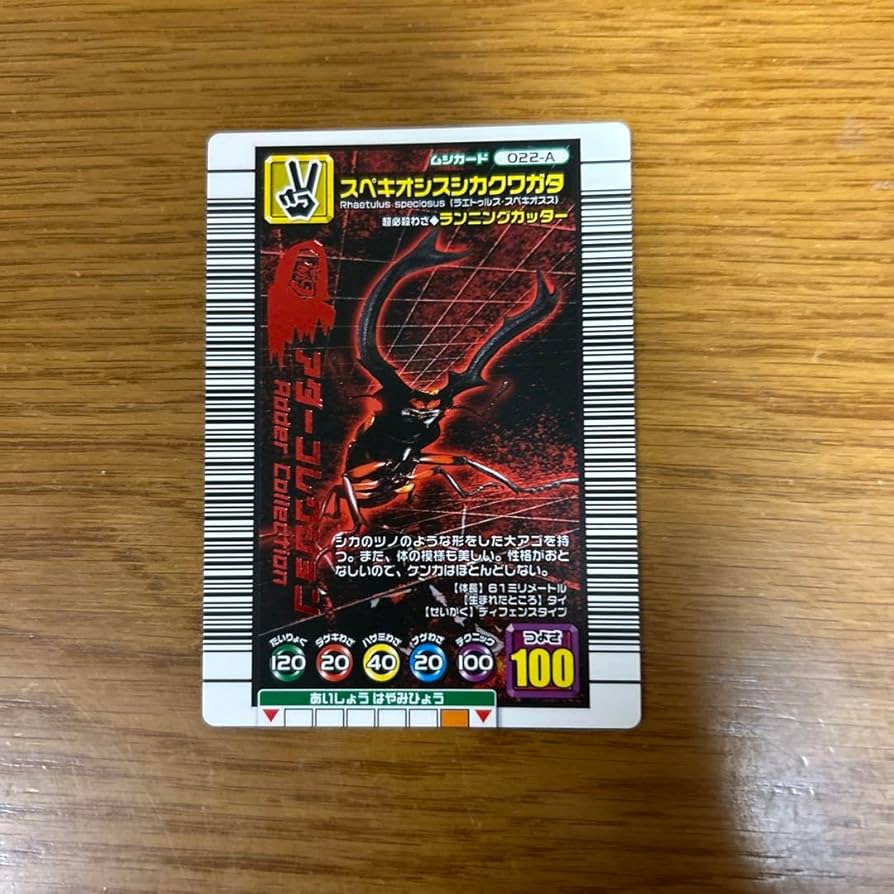 ムシカード 022-A
スペキオシスシカクワガタ
Rhaetulus speciosus (ラエトゥルス・スペキオスス)
超必殺わざ◆ランニングカッター
アダーコレクション
Adder Collection
シカのツノのような形をした大アゴを持
つ。また、体の模様も美しい。性格がおと
なしいので、ケンカはほとんどしない。
【体長】61ミリメートル
【生まれたところ】タイ
【せいかく】ディフェンスタイプ
たいりょく ダゲキわざ ハサミわざ ナゲわざ テクニック つよさ
120 20 40 20 100 100
あいしょう はやみひょう